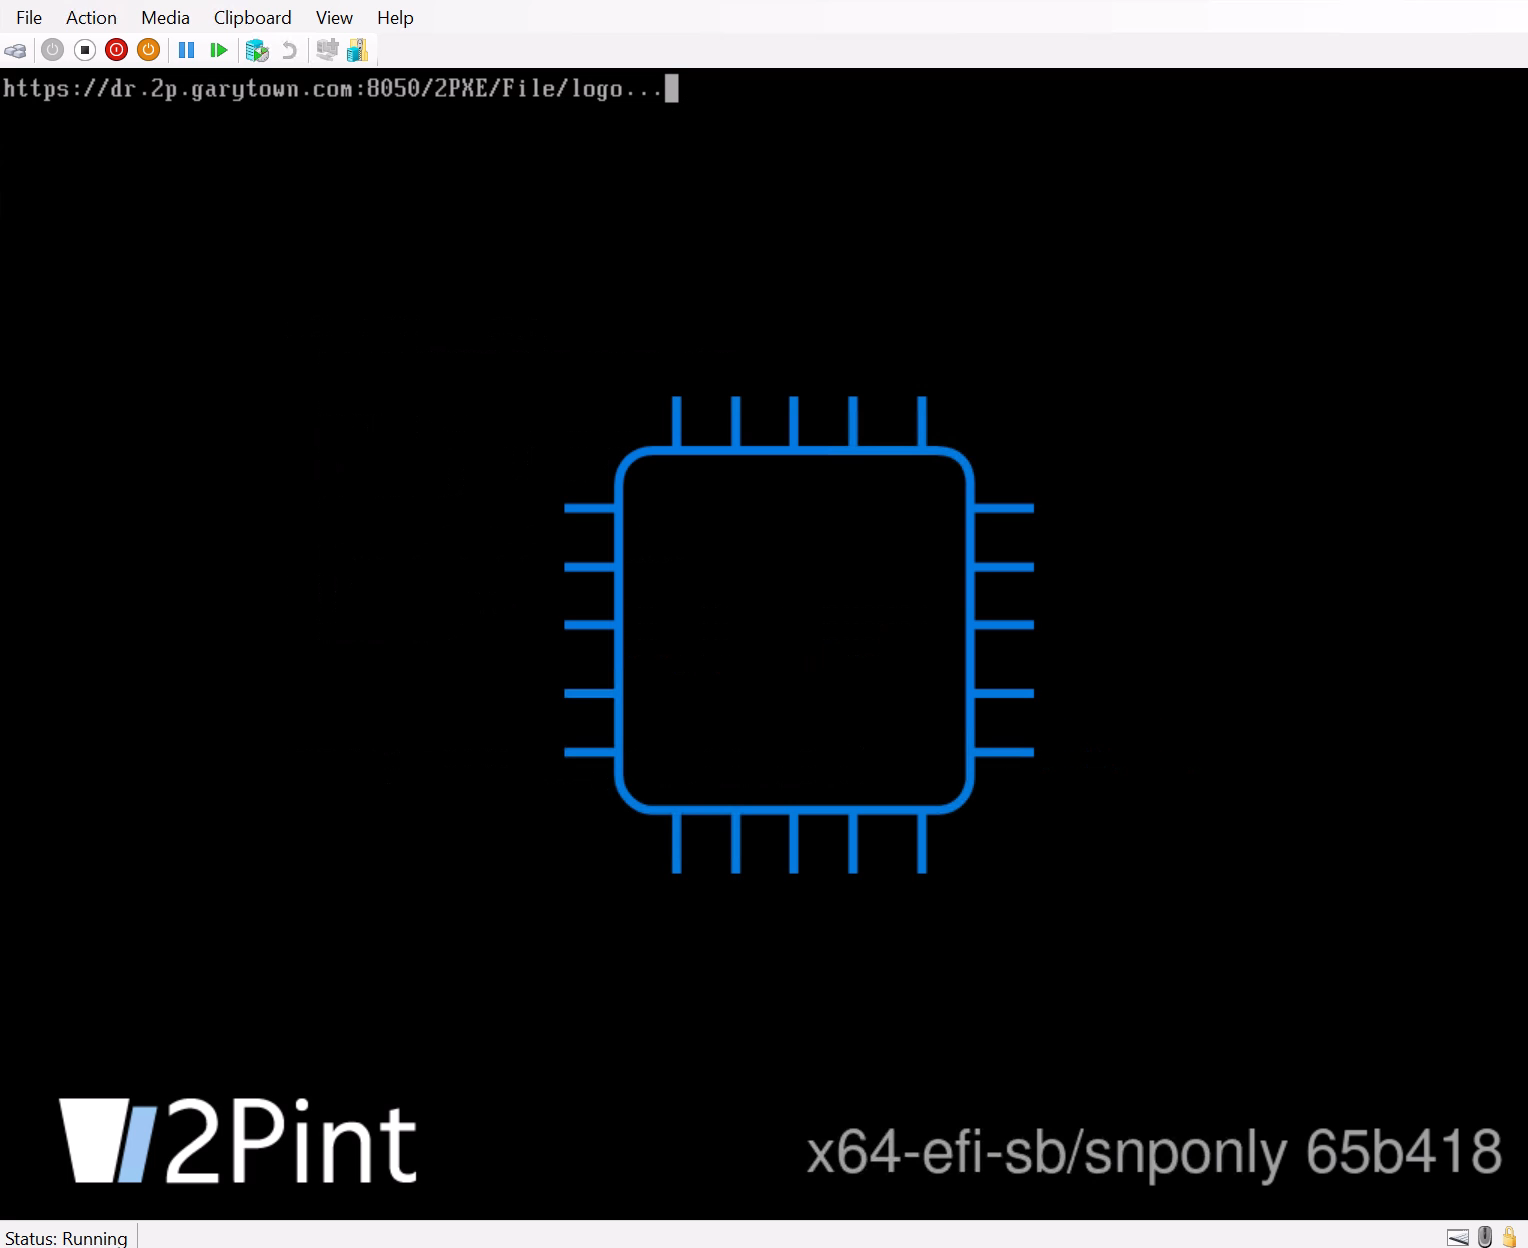 File Action Media Clipboard View Help
https://dr.2p.garytown.com:8050/2PXE/File/logo...
2Pint
x64-efi-sb/snponly 65b418
Status: Running